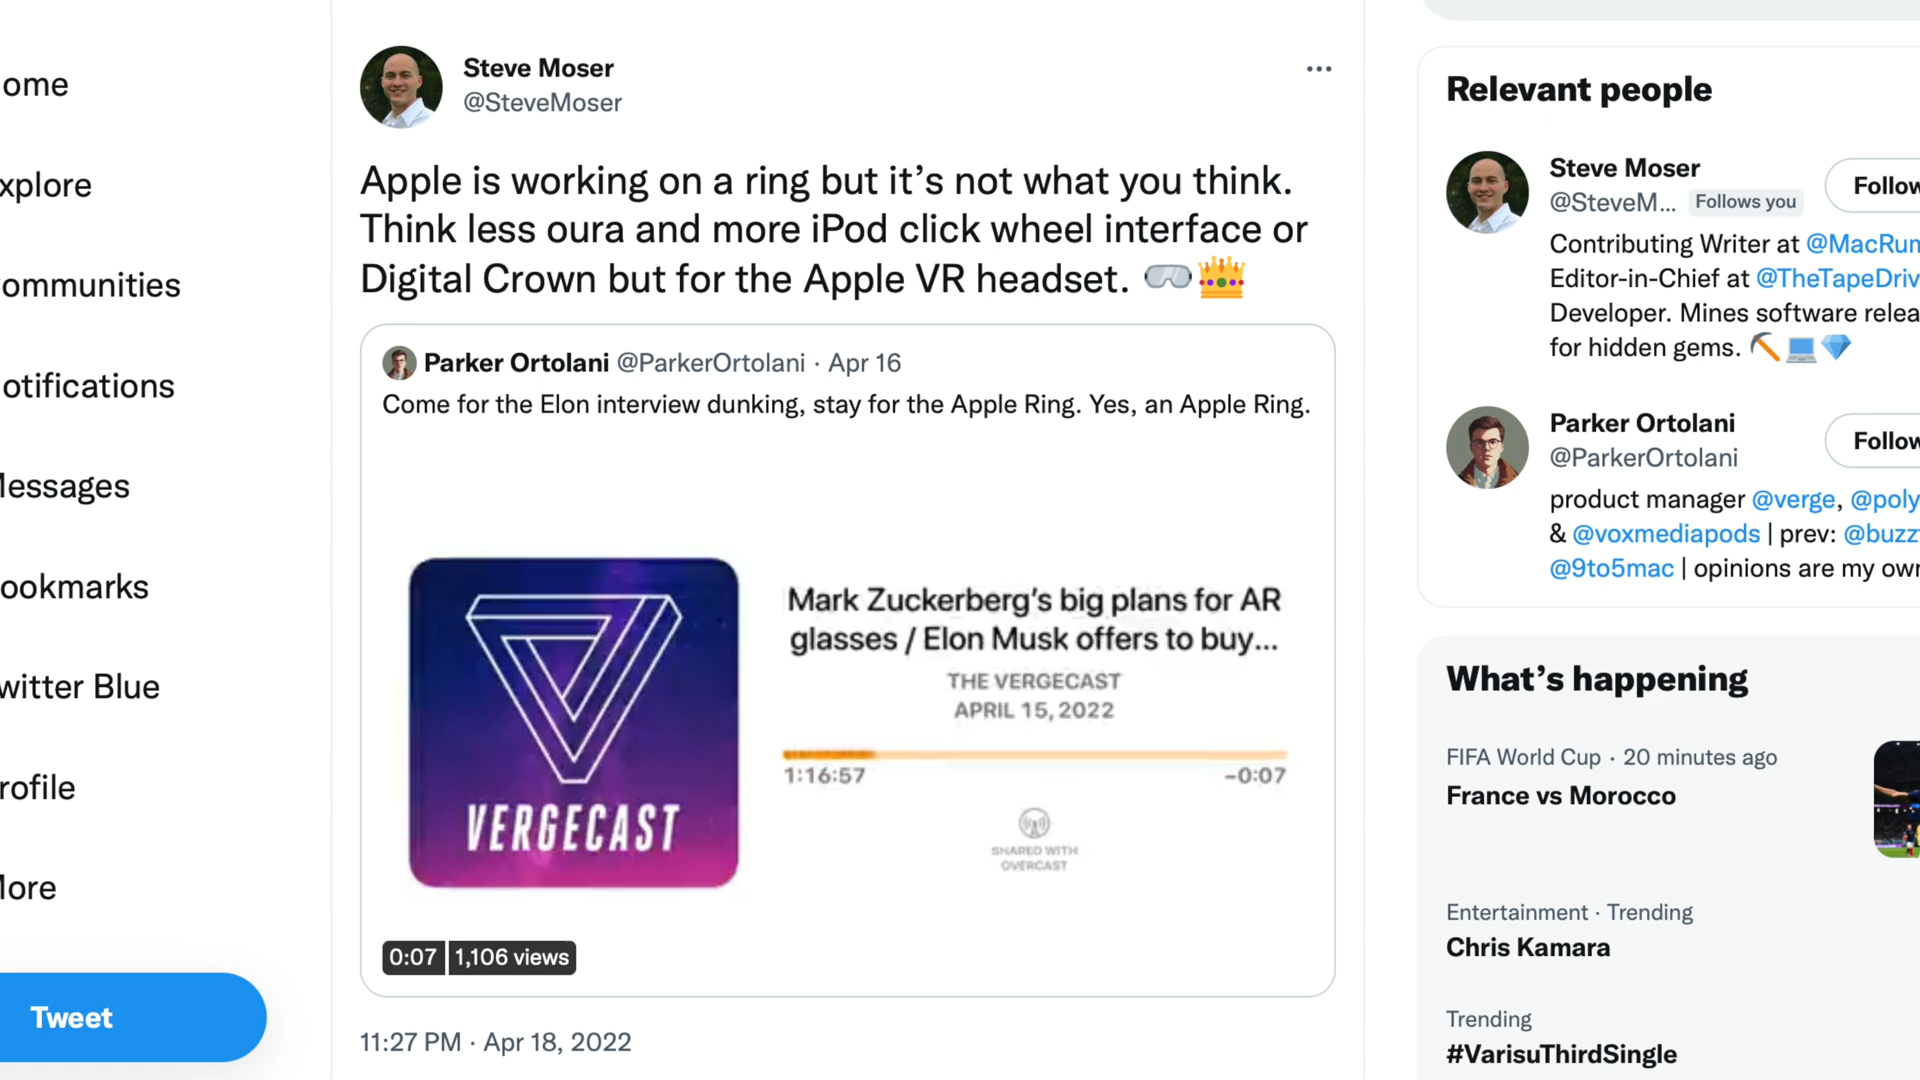 ome
xplore
ommunities
otifications
essages
ookmarks
witter Blue
rofile
ore
Tweet
Steve Moser
@SteveMoser
Apple is working on a ring but it’s not what you think.
Think less oura and more iPod click wheel interface or
Digital Crown but for the Apple VR headset. 🥽👑
Parker Ortolani @ParkerOrtolani · Apr 16
Come for the Elon interview dunking, stay for the Apple Ring. Yes, an Apple Ring.
VERGECAST
Mark Zuckerberg’s big plans for AR
glasses / Elon Musk offers to buy...
THE VERGECAST
APRIL 15, 2022
1:16:57 -0:07
SHARED WITH
OVERCAST
0:07 1,106 views
11:27 PM · Apr 18, 2022
Relevant people
Steve Moser
@SteveM... Follows you
Follow
Contributing Writer at @MacRum
Editor-in-Chief at @TheTapeDriv
Developer. Mines software relea
for hidden gems. ⛏️💻💎
Parker Ortolani
@ParkerOrtolani
Follow
product manager @verge, @poly
& @voxmediapods | prev: @buzzf
@9to5mac | opinions are my own
What’s happening
FIFA World Cup · 20 minutes ago
France vs Morocco
Entertainment · Trending
Chris Kamara
Trending
#VarisuThirdSingle